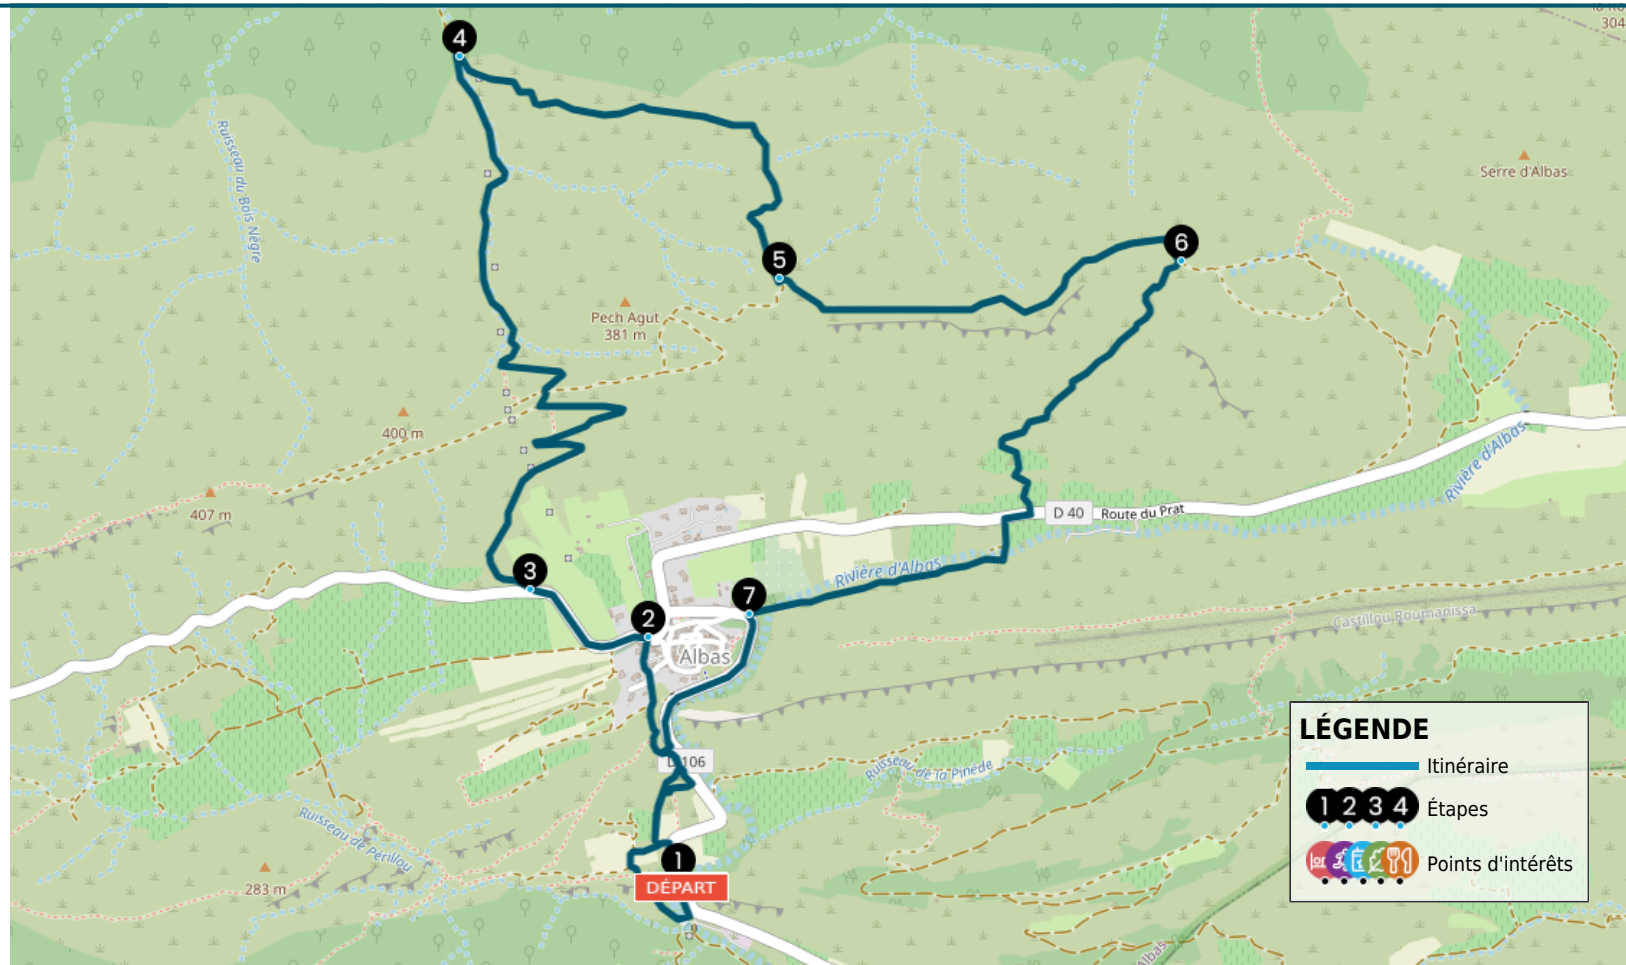 304
4
Ruisseau du Bois Nègre
Serre d'Albas
6
5
Pech Agut
381 m
400 m
407 m
Rivière d'Albas
D 40
Route du Prat
Rivière d'Albas
3
7
2
Castillou Roumanissa
Albas
D 106
Ruisseau de la Pinède
Ruisseau de Périllou
1
DÉPART
283 m
Albas
LÉGENDE
Itinéraire
1 2 3 4 Étapes
Points d'intérêts